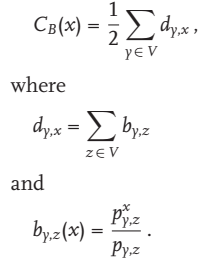 C_B(x) = \frac{1}{2} \sum_{y \in V} d_{y,x} ,
where
d_{y,x} = \sum_{z \in V} b_{y,z}
and
b_{y,z}(x) = \frac{p^x_{y,z}}{p_{y,z}} .